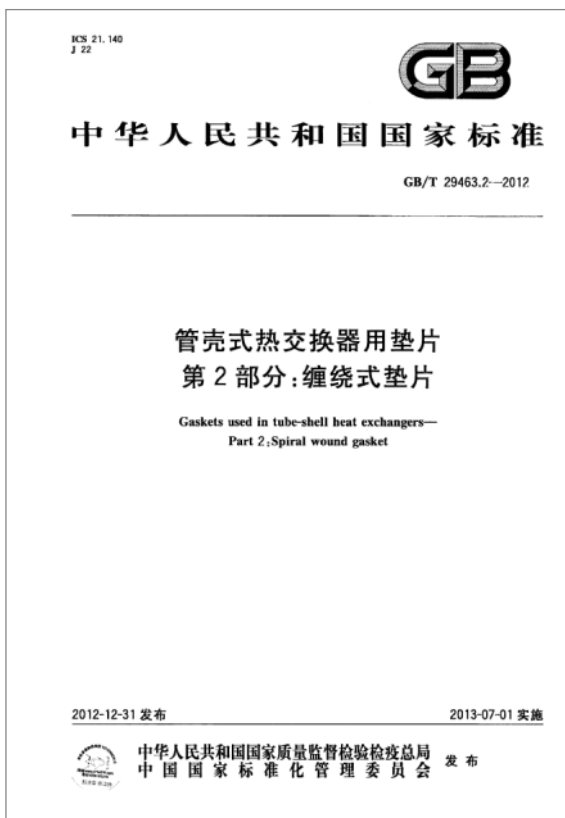 ICS 21.140
J 22
GB
中华人民共和国国家标准
GB/T 29463.2—2012
管壳式热交换器用垫片
第2部分:缠绕式垫片
Gaskets used in tube-shell heat exchangers—
Part 2:Spiral wound gasket
2012-12-31 发布
2013-07-01 实施
中华人民共和国国家质量监督检验检疫总局
中国国家标准化管理委员会
发布